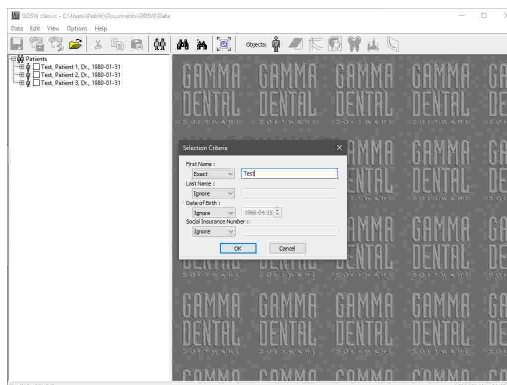 GDSW classic - C:\Users\Public\Documents\GDSW\Data
Data Edit View Options Help
Objects:
Patients
Test, Patient 1, Dr., 1980-01-31
Test, Patient 2, Dr., 1980-01-31
Test, Patient 3, Dr., 1980-01-31
Selection Criteria
First Name :
Exact
Test
Last Name :
Ignore
Date of Birth :
Ignore
Social Insurance Number :
Ignore
OK Cancel
GAMMA DENTAL SOFTWARE